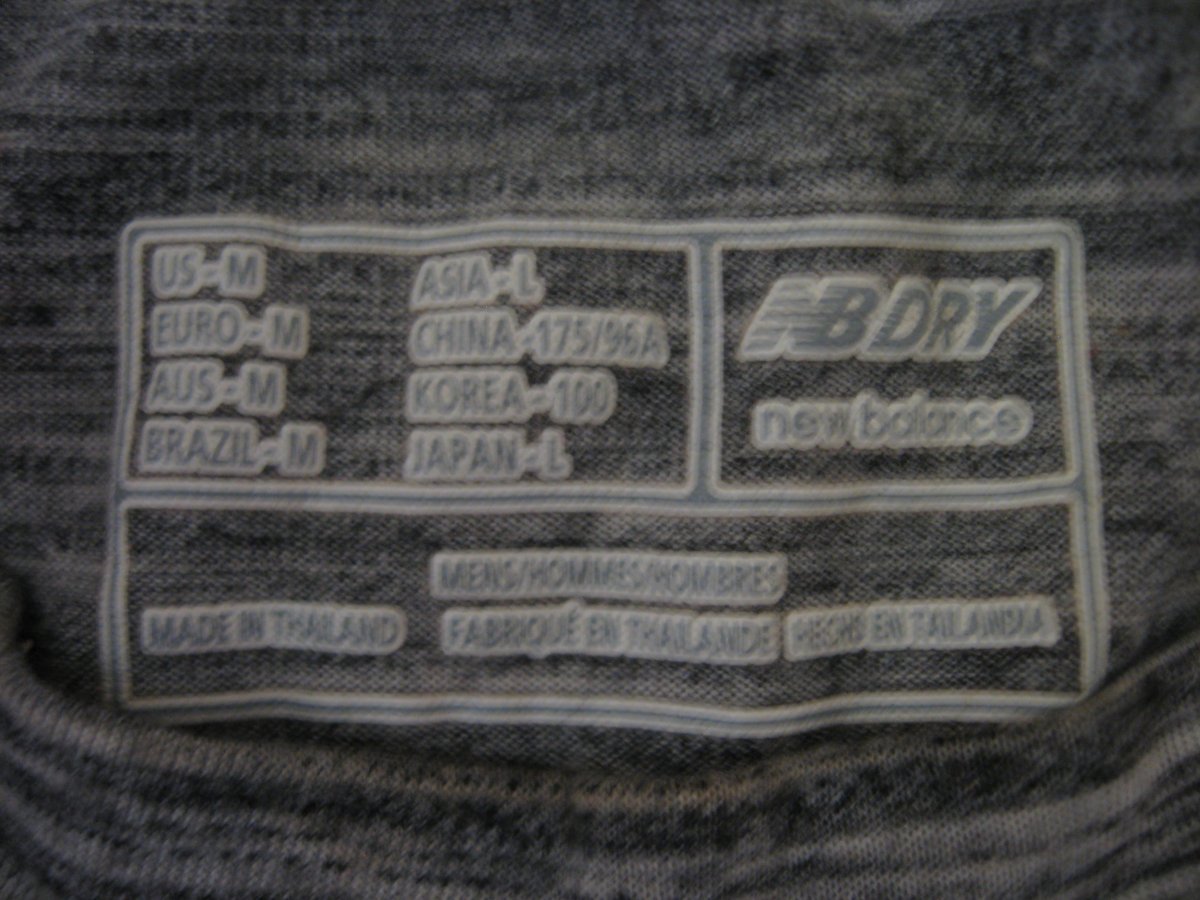 US-M
EURO-M
AUS-M
BRAZIL-M
ASIA-L
CHINA-175/96A
KOREA-100
JAPAN-L
NB DRY
new balance
MENS/HOMMES/HOMBRES
MADE IN THAILAND
FABRIQUÉ EN THAILANDE
HECHO EN TAILANDIA